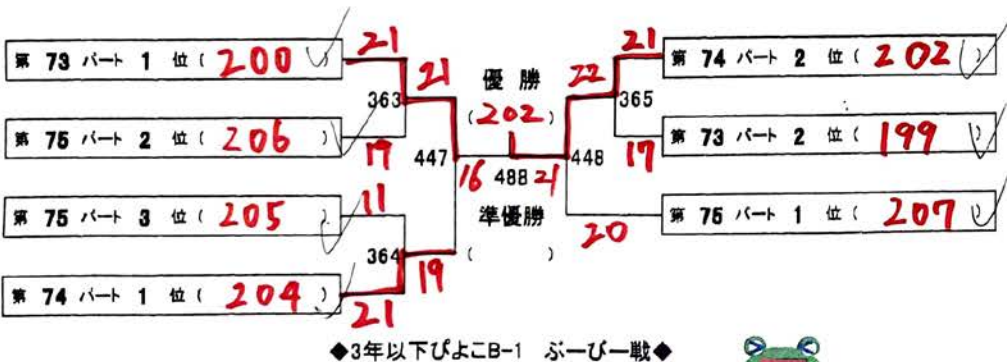 21
21
第 73 パート 1 位 ( 200 )
21
優 勝
22
第 74 パート 2 位 ( 202 )
363
( 202 )
365
第 75 パート 2 位 ( 206 )
19
17
第 73 パート 2 位 ( 199 )
447
16
488
21
448
第 75 パート 3 位 ( 205 )
11
準優勝
20
第 75 パート 1 位 ( 207 )
364
19
( )
第 74 パート 1 位 ( 204 )
21
◆3年以下ぴよこB-1 ぶーびー戦◆